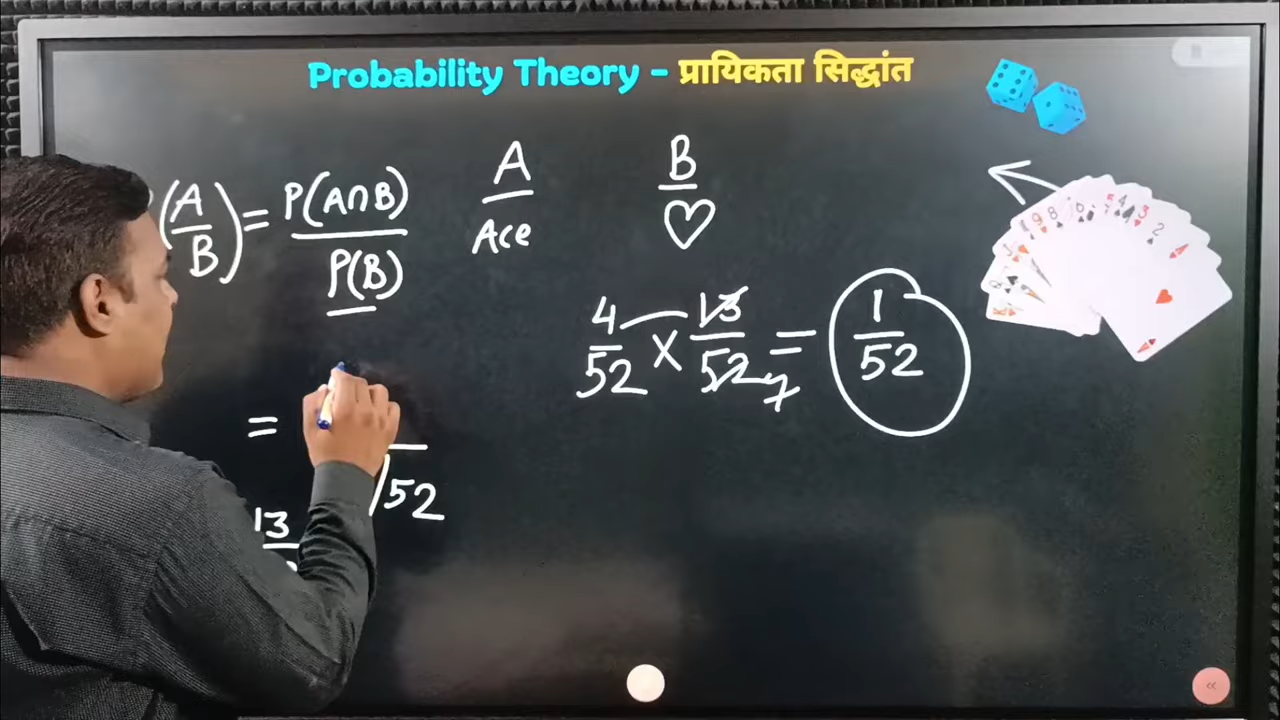 Probability Theory - प्रायिकता सिद्धांत
(A/B) = P(A∩B)/P(B)
A
Ace
B
♡
4/52 × 13/52 = 1/52
=
/52
13